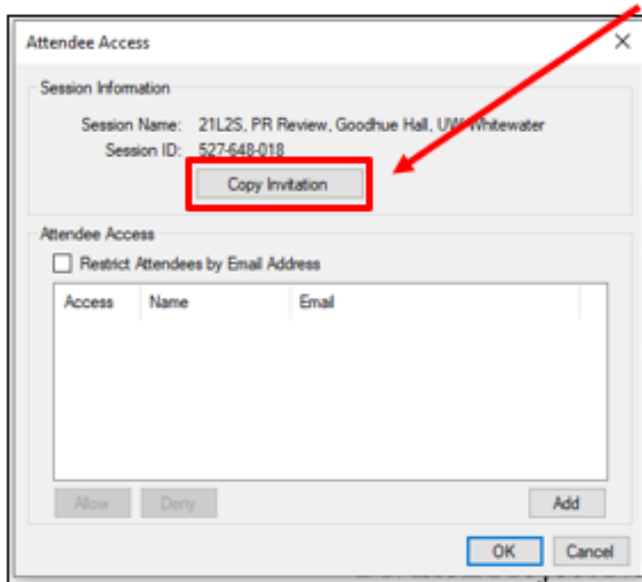 Attendee Access
Session Information
Session Name: 21L2S, PR Review, Goodhue Hall, UW Whitewater
Session ID: 527-648-018
Copy Invitation
Attendee Access
Restrict Attendees by Email Address
Access Name Email
Allow Deny Add
OK Cancel